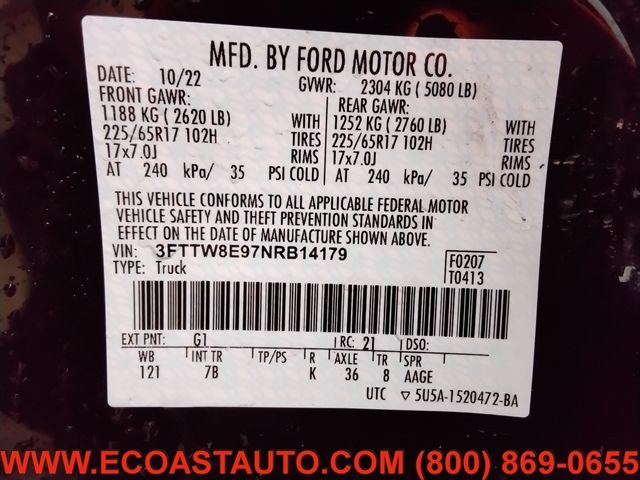 MFD. BY FORD MOTOR CO.
DATE: 10/22 GVWR: 2304 KG ( 5080 LB)
FRONT GAWR: REAR GAWR:
1188 KG ( 2620 LB) WITH 1252 KG ( 2760 LB) WITH
225/65R17 102H TIRES 225/65R17 102H TIRES
17x7.0J RIMS 17x7.0J RIMS
AT 240 kPa/ 35 PSI COLD AT 240 kPa/ 35 PSI COLD
THIS VEHICLE CONFORMS TO ALL APPLICABLE FEDERAL MOTOR
VEHICLE SAFETY AND THEFT PREVENTION STANDARDS IN
EFFECT ON THE DATE OF MANUFACTURE SHOWN ABOVE.
VIN: 3FTTW8E97NRB14179 F0207
TYPE: Truck T0413
EXT PNT: G1 RC: 21 DSO:
WB INT TR TP/PS R AXLE TR SPR
121 7B K 36 8 AAGE
UTC ▽ 5U5A-1520472-BA
WWW.ECOASTAUTO.COM (800) 869-0655